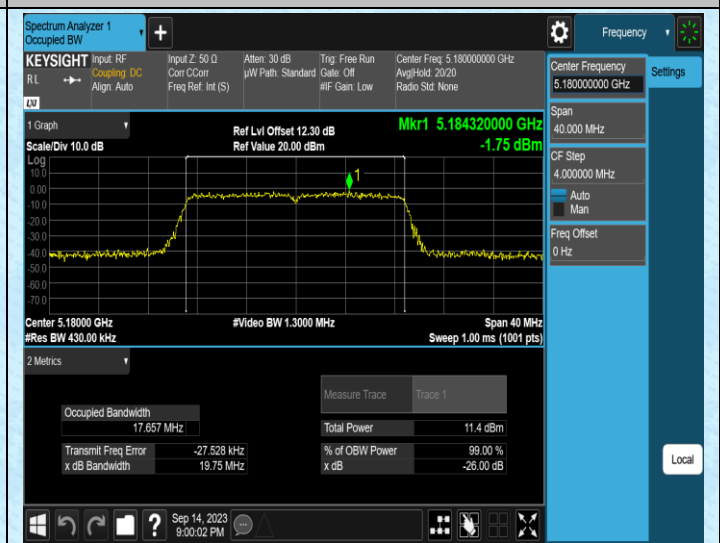 Spectrum Analyzer 1
Occupied BW
+
Frequency
KEYSIGHT
RL
LXI
Input: RF
Coupling: DC
Align: Auto
Input Z: 50 Ω
Corr CCorr
Freq Ref: Int (S)
Atten: 30 dB
µW Path: Standard
Trig: Free Run
Gate: Off
#IF Gain: Low
Center Freq: 5.180000000 GHz
Avg|Hold: 20/20
Radio Std: None
Center Frequency
5.180000000 GHz
Settings
Span
40.000 MHz
CF Step
4.000000 MHz
Auto
Man
Freq Offset
0 Hz
Local
1 Graph
Scale/Div 10.0 dB
Ref Lvl Offset 12.30 dB
Ref Value 20.00 dBm
Mkr1 5.184320000 GHz
-1.75 dBm
Log
10.0
0.00
-10.0
-20.0
-30.0
-40.0
-50.0
-60.0
-70.0
1
Center 5.18000 GHz
#Res BW 430.00 kHz
#Video BW 1.3000 MHz
Span 40 MHz
Sweep 1.00 ms (1001 pts)
2 Metrics
Measure Trace Trace 1
Occupied Bandwidth
17.657 MHz
Total Power 11.4 dBm
Transmit Freq Error -27.528 kHz
% of OBW Power 99.00 %
x dB Bandwidth 19.75 MHz
x dB -26.00 dB
?
Sep 14, 2023
9:00:02 PM